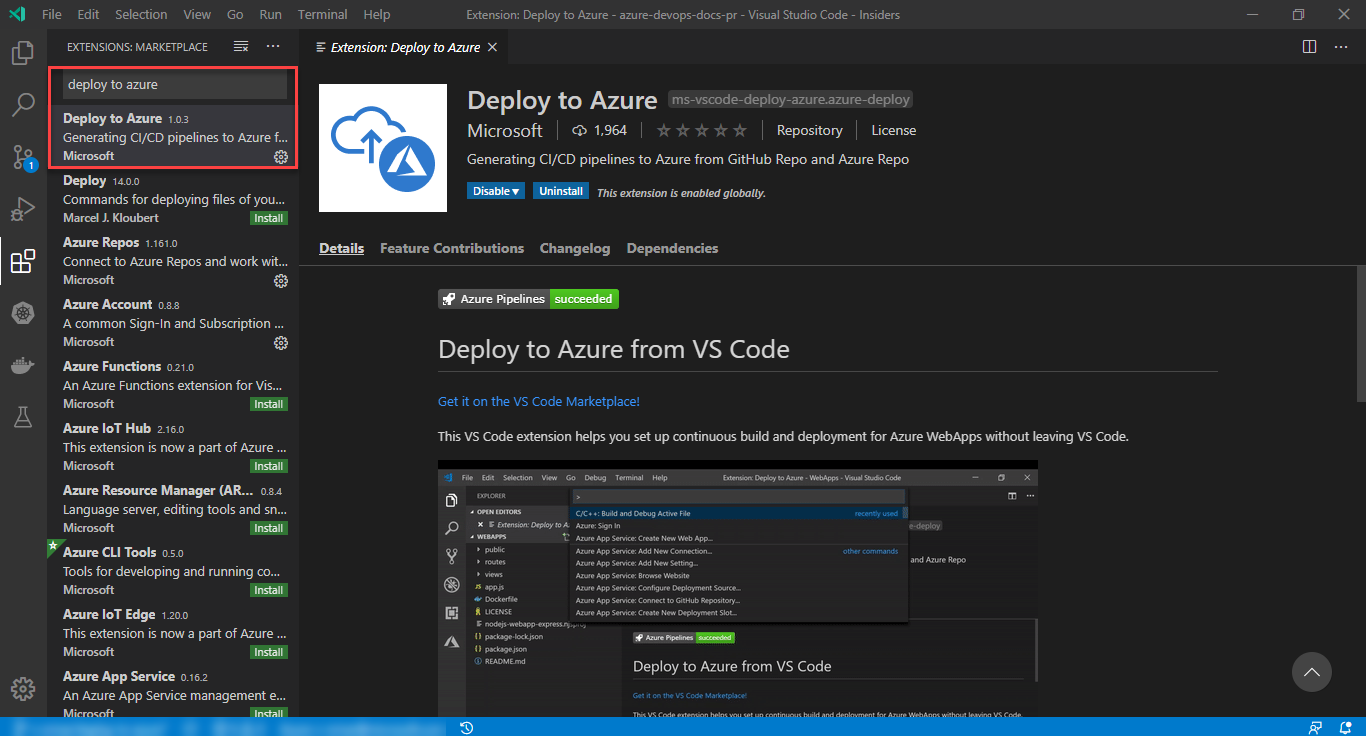 File Edit Selection View Go Run Terminal Help
Extension: Deploy to Azure - azure-devops-docs-pr - Visual Studio Code - Insiders
EXTENSIONS: MARKETPLACE
deploy to azure
Deploy to Azure 1.0.3
Generating CI/CD pipelines to Azure f...
Microsoft
Deploy 14.0.0
Commands for deploying files of you...
Marcel J. Kloubert Install
Azure Repos 1.161.0
Connect to Azure Repos and work wit...
Microsoft
Azure Account 0.8.8
A common Sign-In and Subscription ...
Microsoft
Azure Functions 0.21.0
An Azure Functions extension for Vis...
Microsoft Install
Azure IoT Hub 2.16.0
This extension is now a part of Azure ...
Microsoft Install
Azure Resource Manager (AR... 0.8.4
Language server, editing tools and sn...
Microsoft Install
Azure CLI Tools 0.5.0
Tools for developing and running co...
Microsoft Install
Azure IoT Edge 1.20.0
This extension is now a part of Azure ...
Microsoft Install
Azure App Service 0.16.2
An Azure App Service management e...
Microsoft Install
1
Extension: Deploy to Azure
Deploy to Azure ms-vscode-deploy-azure.azure-deploy
Microsoft 1,964 Repository License
Generating CI/CD pipelines to Azure from GitHub Repo and Azure Repo
Disable Uninstall This extension is enabled globally.
Details Feature Contributions Changelog Dependencies
Azure Pipelines succeeded
Deploy to Azure from VS Code
Get it on the VS Code Marketplace!
This VS Code extension helps you set up continuous build and deployment for Azure WebApps without leaving VS Code.
File Edit Selection View Go Debug Terminal Help
Extension: Deploy to Azure - WebApps - Visual Studio Code
EXPLORER
OPEN EDITORS
Extension: Deploy to A
WEBAPPS
public
routes
views
JS app.js
Dockerfile
LICENSE
nodejs-webapp-express.njsproj
{} package-lock.json
{} package.json
README.md
>
C/C++: Build and Debug Active File recently used
Azure: Sign In
Azure App Service: Create New Web App...
Azure App Service: Add New Connection... other commands
Azure App Service: Add New Setting...
Azure App Service: Browse Website
Azure App Service: Configure Deployment Source...
Azure App Service: Connect to GitHub Repository...
Azure App Service: Create New Deployment Slot...
e-deploy
and Azure Repo
Azure Pipelines succeeded
Deploy to Azure from VS Code
Get it on the VS Code Marketplace!
This VS Code extension helps you set up continuous build and deployment for Azure WebApps without leaving VS Code.